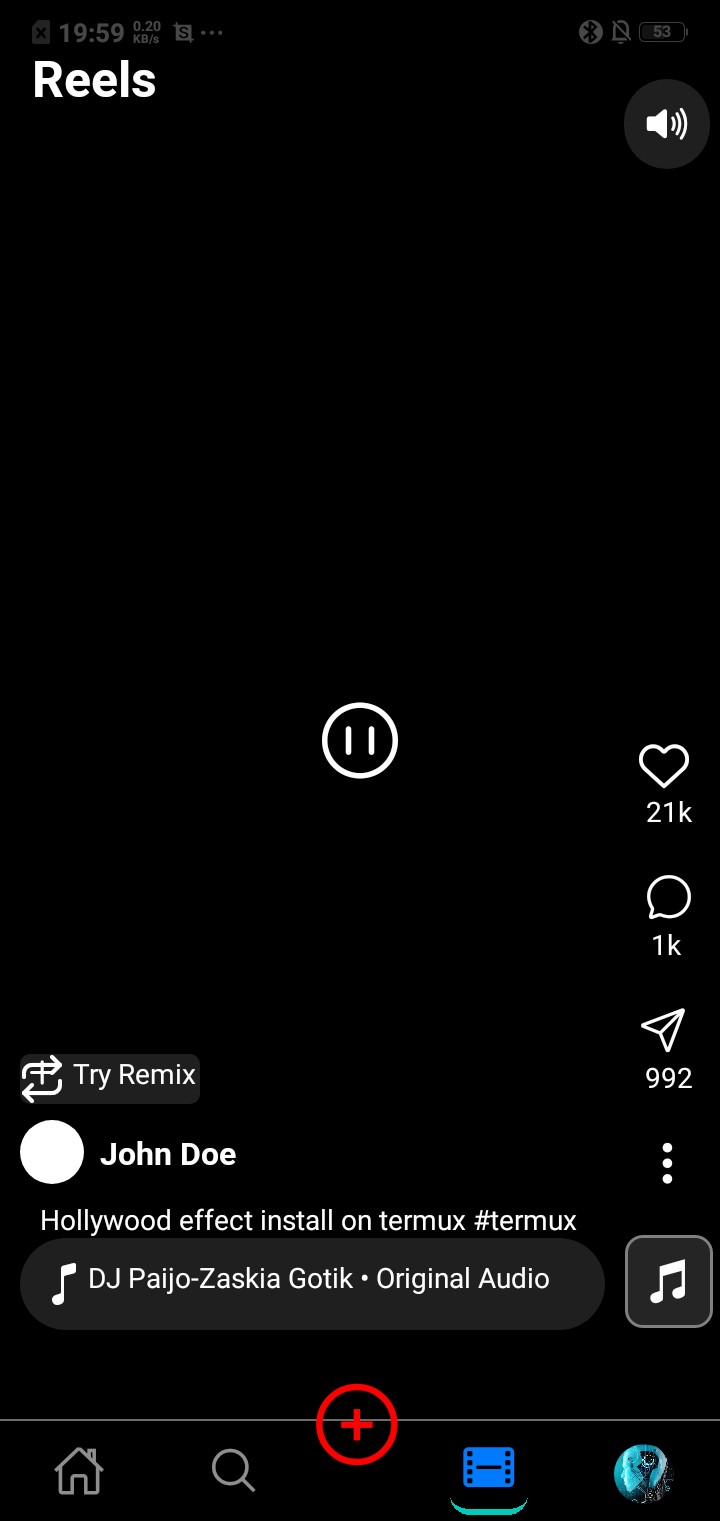 19:59 0.20 KB/s 53
Reels
21k
1k
992
Try Remix
John Doe
Hollywood effect install on termux #termux
DJ Paijo-Zaskia Gotik • Original Audio